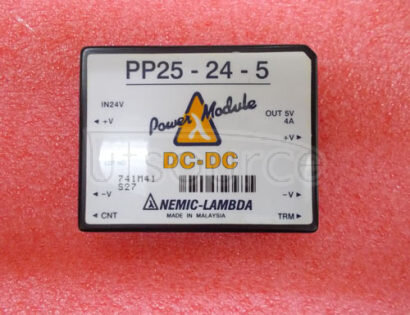 PP25 - 24 - 5
IN24V
+V
Power Module
λ
OUT 5V
4A
+V
DC-DC
741M41
S27
-V
CNT
NEMIC-LAMBDA
MADE IN MALAYSIA
-V
TRM
Utsource